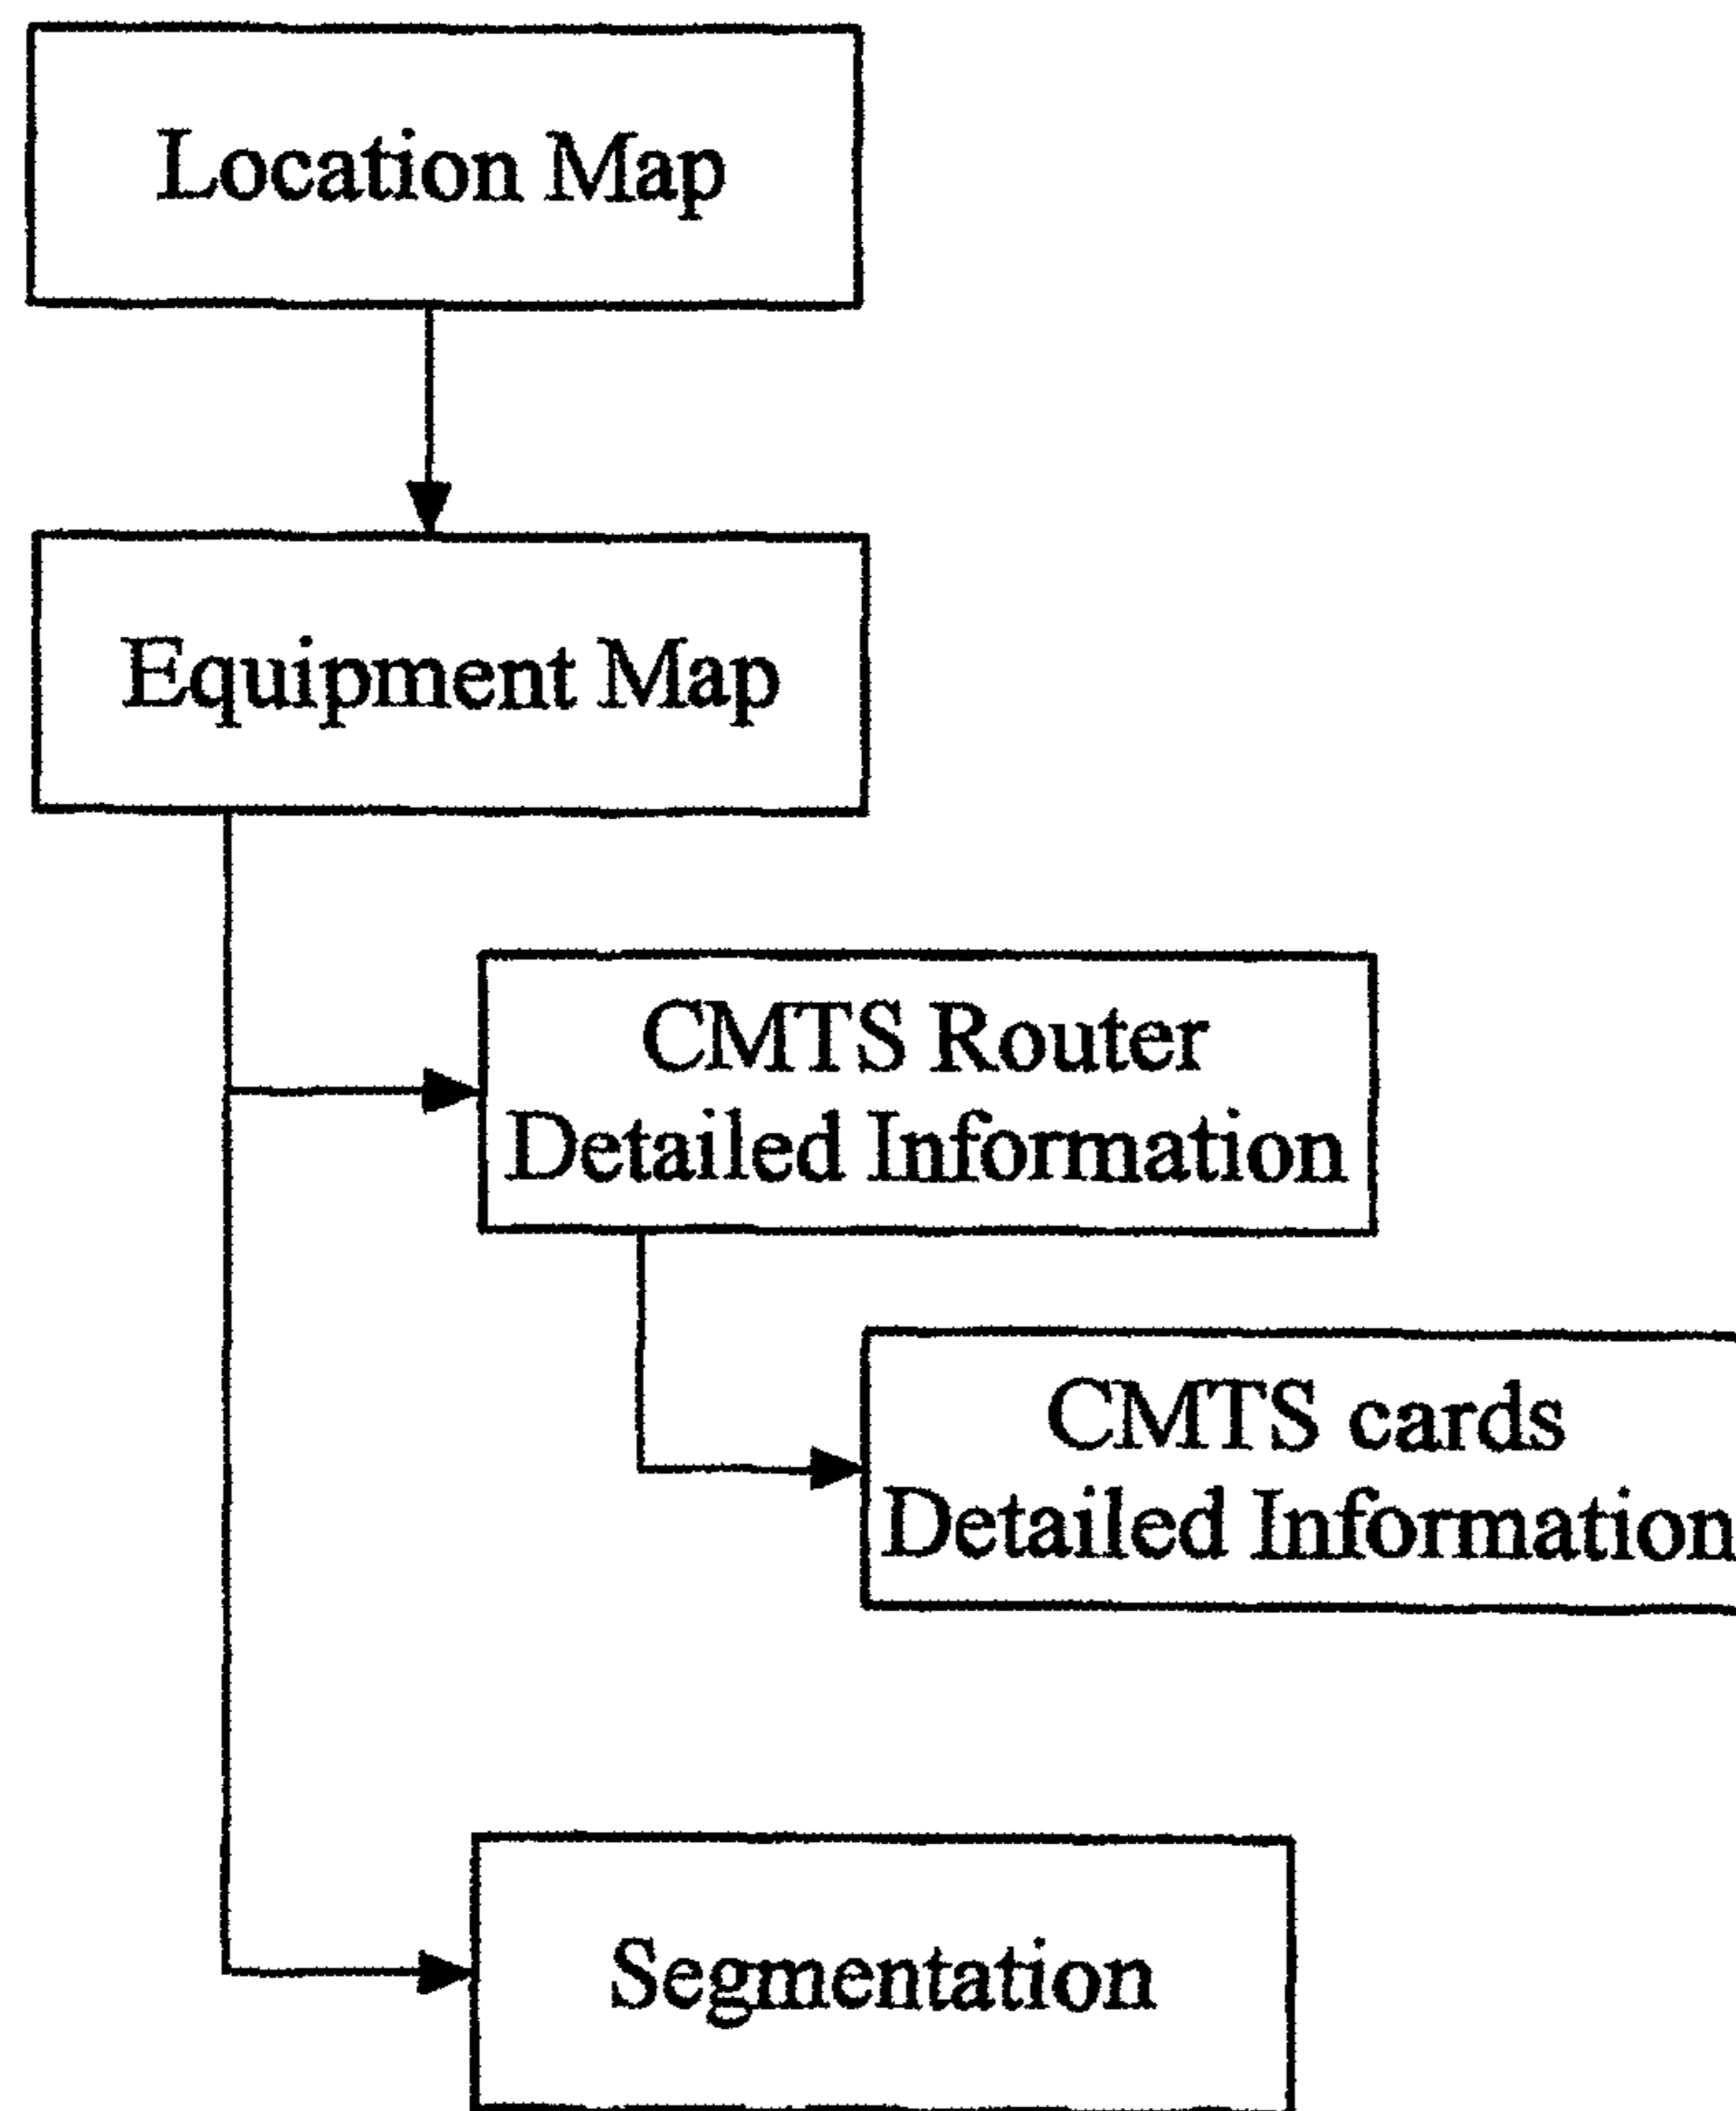 Location Map
Equipment Map
CMTS Router
Detailed Information
CMTS cards
Detailed Information
Segmentation